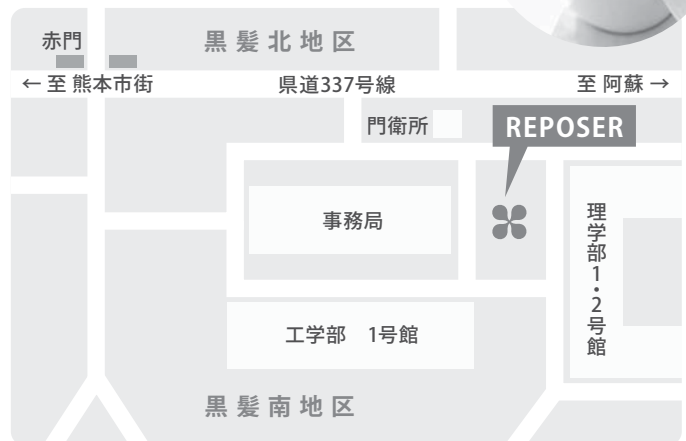 赤門
黒髪北地区
← 至 熊本市街
県道337号線
至 阿蘇 →
門衛所
REPOSER
事務局
理学部1・2号館
工学部　1号館
黒髪南地区